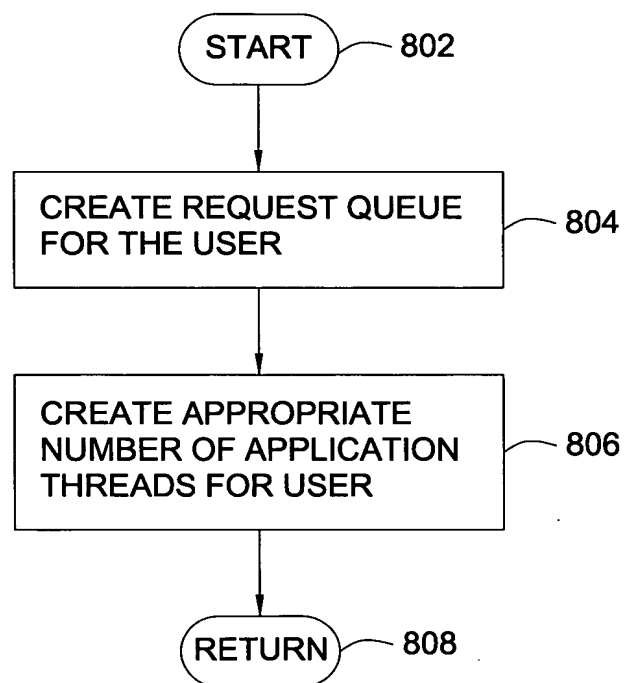 START
802
CREATE REQUEST QUEUE
FOR THE USER
804
CREATE APPROPRIATE
NUMBER OF APPLICATION
THREADS FOR USER
806
RETURN
808